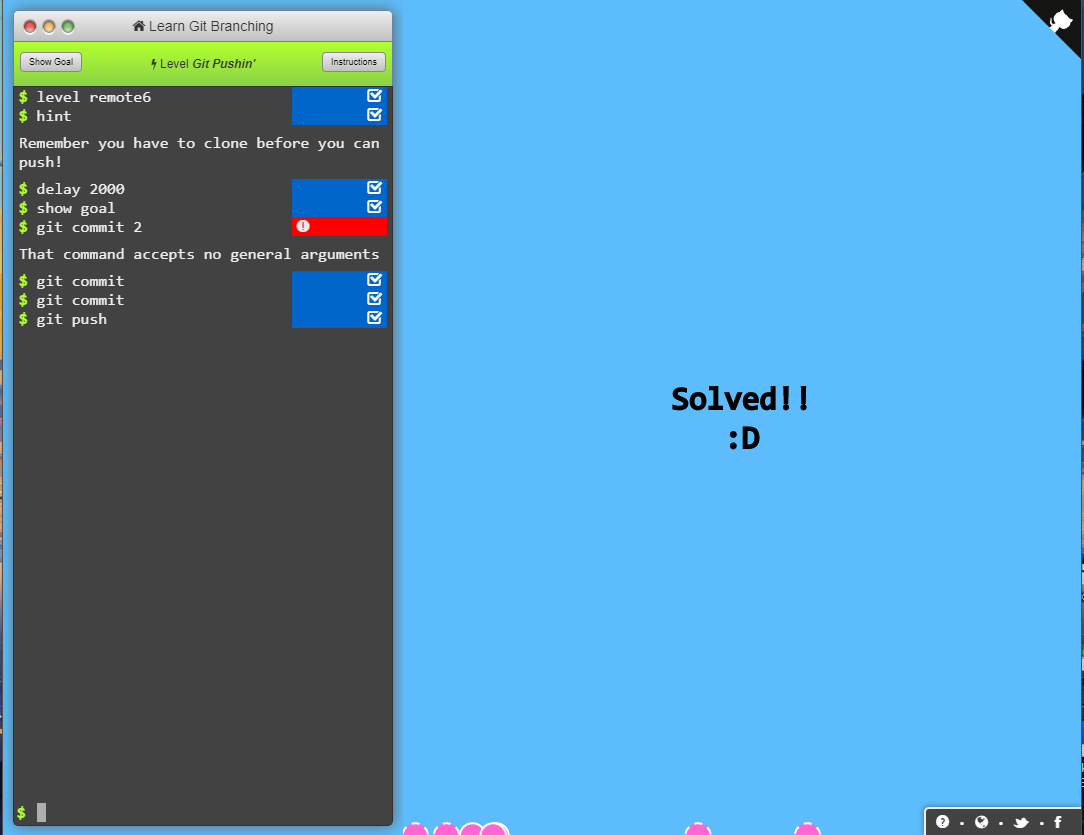 Learn Git Branching
Show Goal
Level Git Pushin'
Instructions
$ level remote6
$ hint
Remember you have to clone before you can
push!
$ delay 2000
$ show goal
$ git commit 2
That command accepts no general arguments
$ git commit
$ git commit
$ git push
$
Solved!!
:D